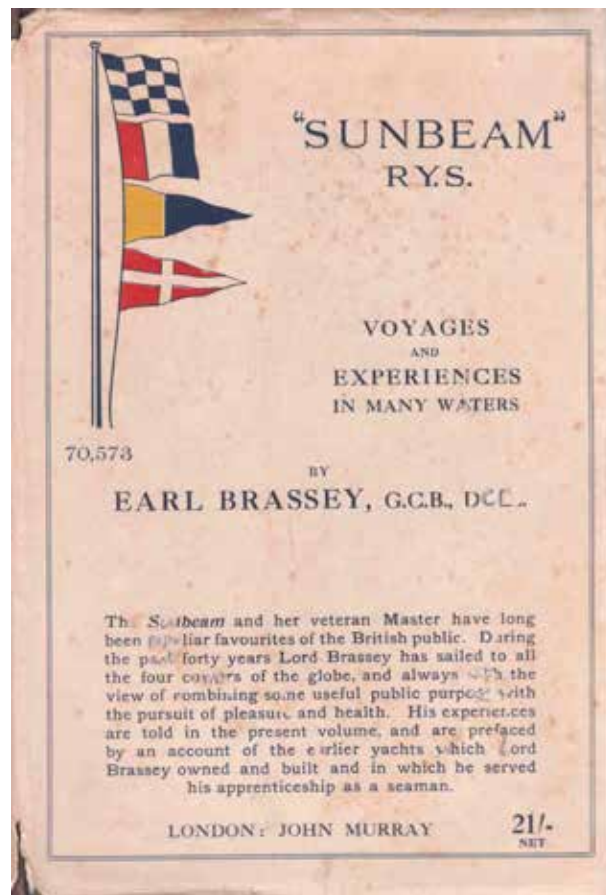 "SUNBEAM"
R.Y.S.
VOYAGES
AND
EXPERIENCES
IN MANY WATERS
70,573
BY
EARL BRASSEY, G.C.B.,
The Sunbeam and her veteran Master have long
been liar favourites of the British public. During
the past forty years Lord Brassey has sailed to all
the four corners of the globe, and always with the
view of combining some useful public purpose with
the pursuit of pleasure and health. His experiences
are told in the present volume, and are prefaced
by an account of the earlier yachts which Lord
Brassey owned and built and in which he served
his apprenticeship as a seaman.
LONDON: JOHN MURRAY
21/-
NET